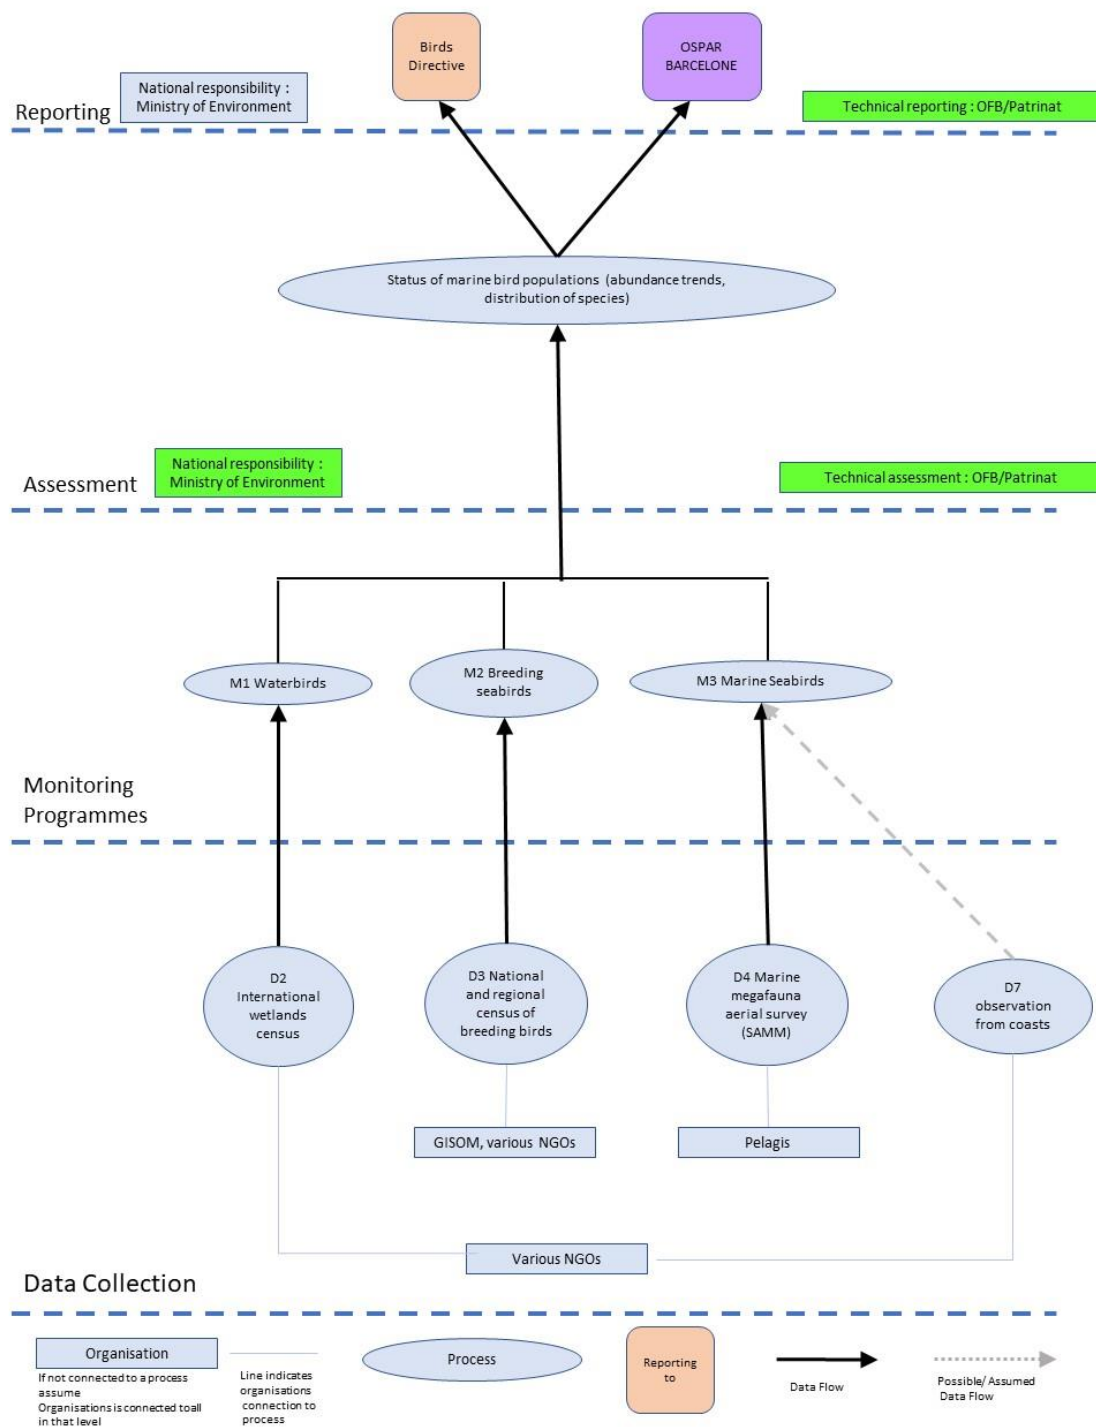 Birds
Directive
OSPAR
BARCELONE
Reporting
National responsibility :
Ministry of Environment
Technical reporting : OFB/Patrinat
Status of marine bird populations (abundance trends,
distribution of species)
Assessment
National responsibility :
Ministry of Environment
Technical assessment : OFB/Patrinat
M1 Waterbirds
M2 Breeding
seabirds
M3 Marine Seabirds
Monitoring
Programmes
D2
International
wetlands
census
D3 National
and regional
census of
breeding birds
D4 Marine
megafauna
aerial survey
(SAMM)
D7
observation
from coasts
GISOM, various NGOs
Pelagis
Various NGOs
Data Collection
Organisation
If not connected to a process
assume
Organisations is connected toall
in that level
Line indicates
organisations
connection to
process
Process
Reporting
to
Data Flow
Possible/ Assumed
Data Flow